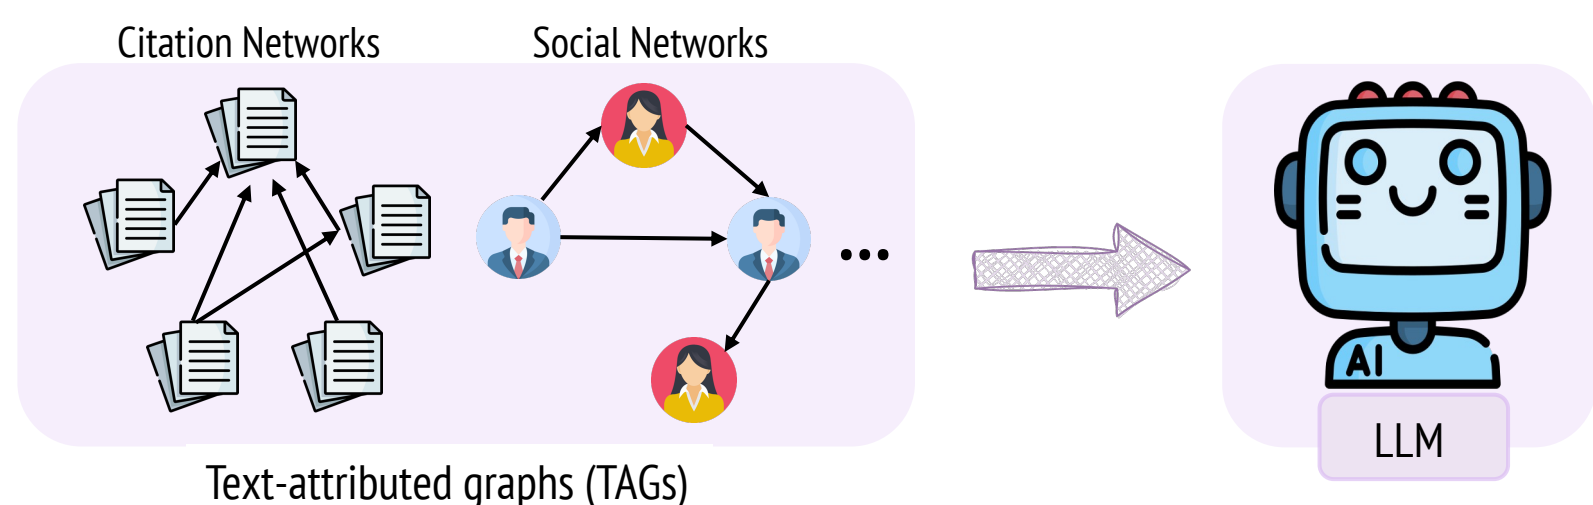 Citation Networks
Social Networks
...
AI
LLM
Text-attributed graphs (TAGs)